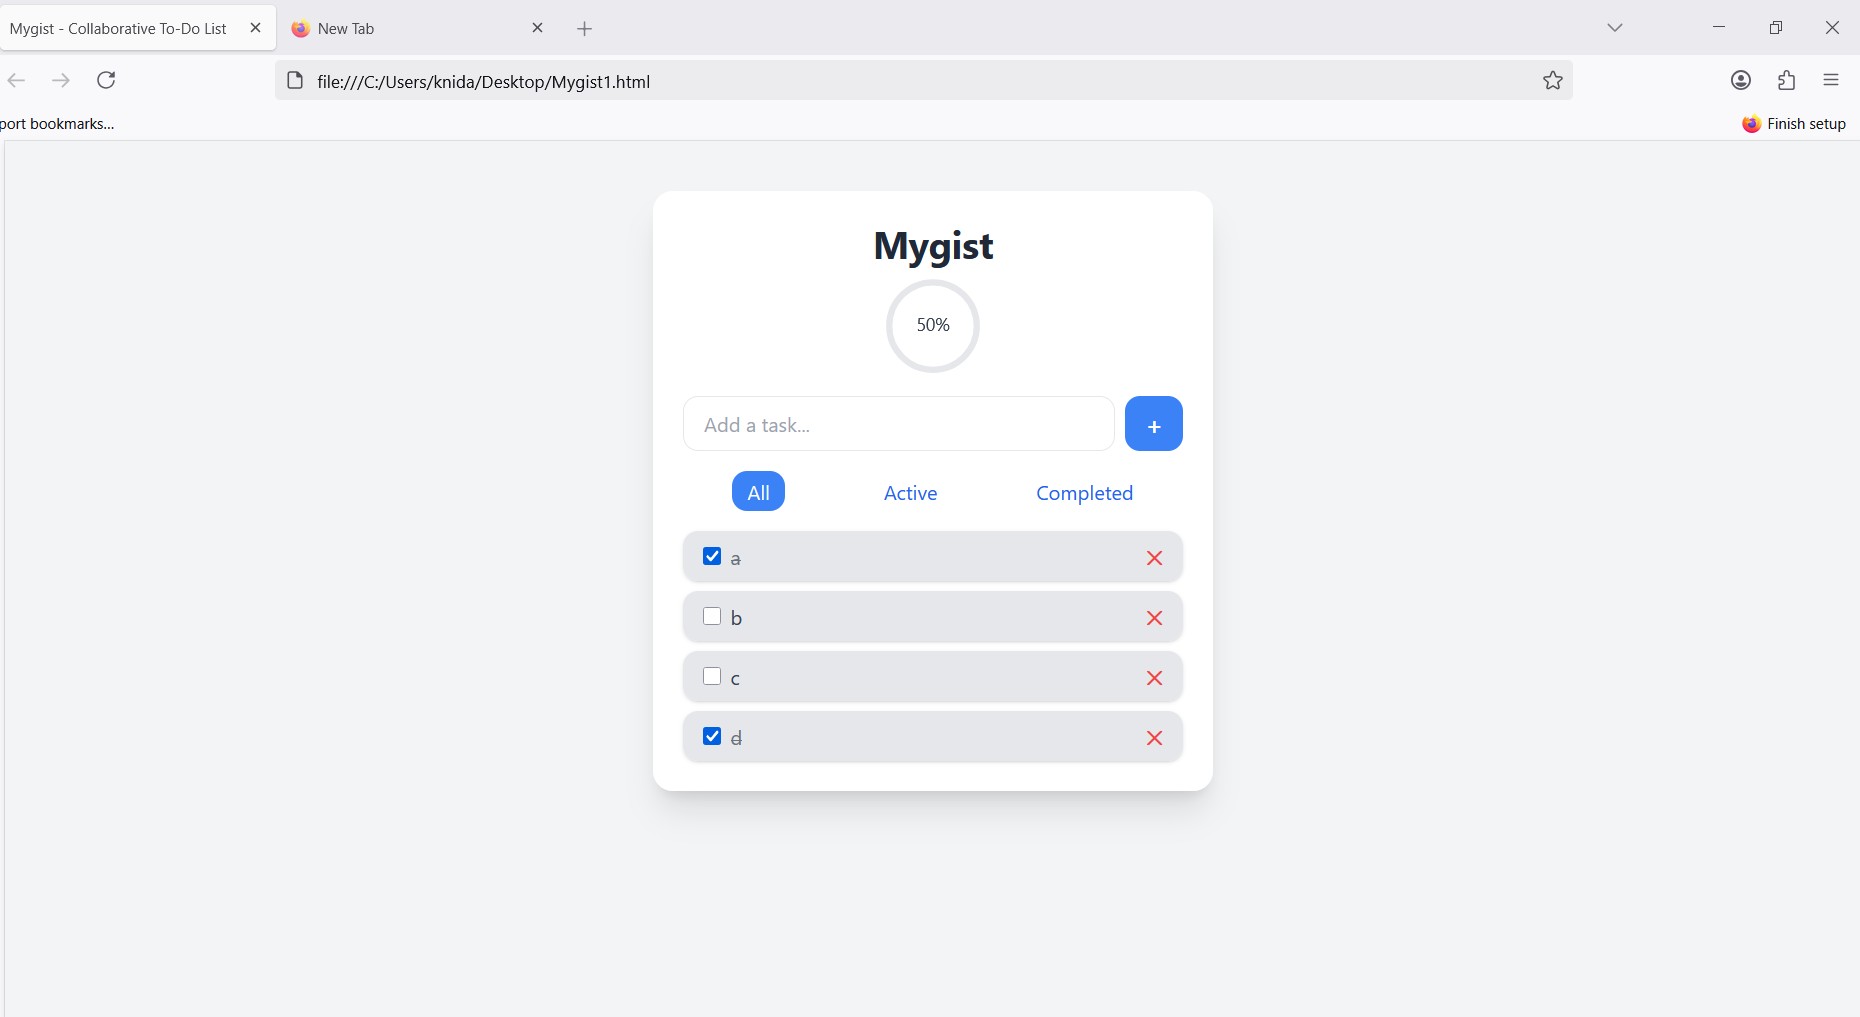 Mygist - Collaborative To-Do List
New Tab
file:///C:/Users/knida/Desktop/Mygist1.html
port bookmarks...
Finish setup
Mygist
50%
Add a task...
+
All
Active
Completed
a
b
c
d